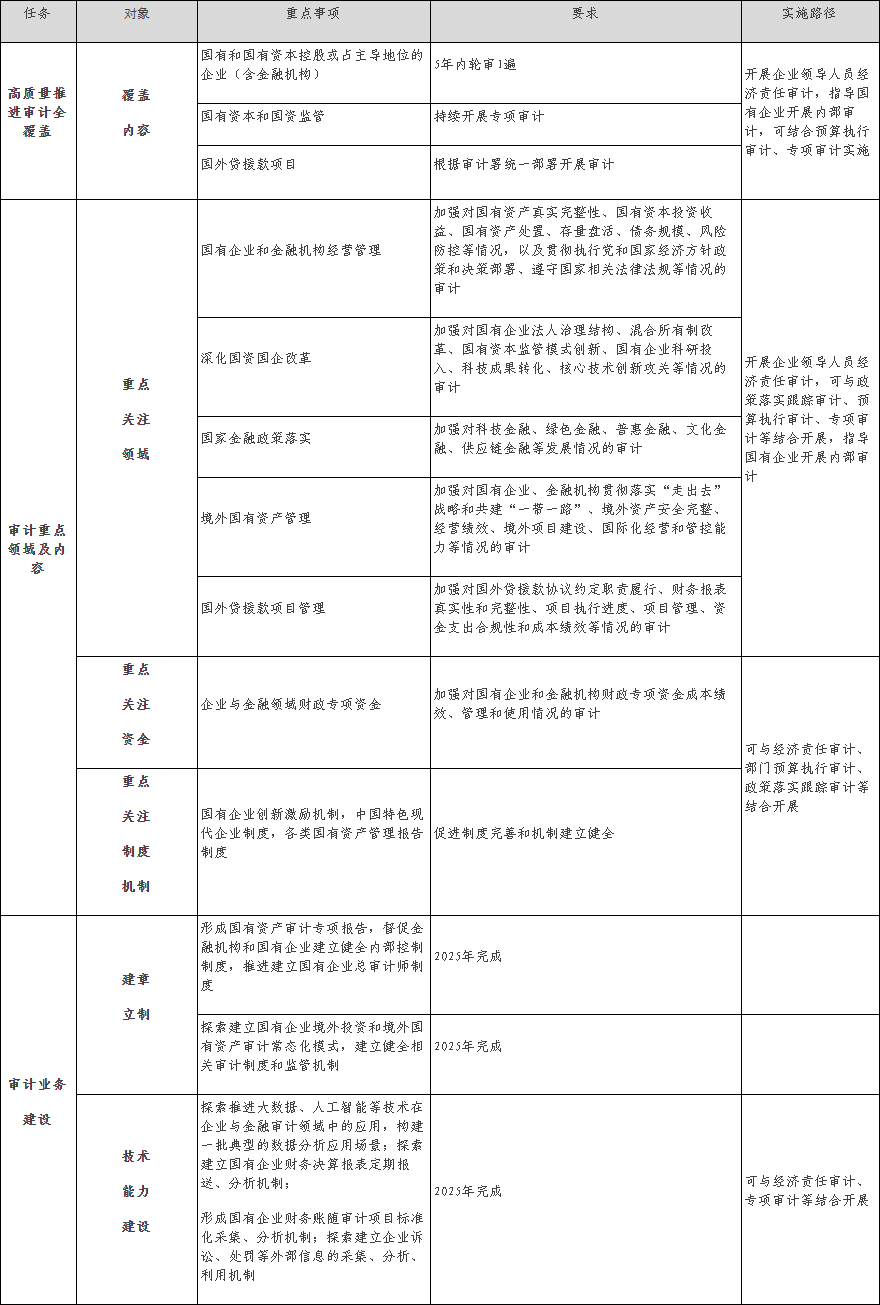 任务
对象
重点事项
要求
实施路径
高质量推
进审计全
覆盖
覆盖
内容
国有和国有资本控股或占主导地位的
企业（含金融机构）
5年内轮审1遍
国有资本和国资监管
持续开展专项审计
国外贷援款项目
根据审计署统一部署开展审计
开展企业领导人员经
济责任审计，指导国
有企业开展内部审
计，可结合预算执行
审计、专项审计实施
审计重点
领域及内
容
重点
关注
领域
国有企业和金融机构经营管理
加强对国有资产真实完整性、国有资本投资收
益、国有资产处置、存量盘活、债务规模、风险
防控等情况，以及贯彻执行党和国家经济方针政
策和决策部署、遵守国家相关法律法规等情况的
审计
深化国资国企改革
加强对国有企业法人治理结构、混合所有制改
革、国有资本监管模式创新、国有企业科研投
入、科技成果转化、核心技术创新攻关等情况的
审计
国家金融政策落实
加强对科技金融、绿色金融、普惠金融、文化金
融、供应链金融等发展情况的审计
境外国有资产管理
加强对国有企业、金融机构贯彻落实“走出去”
战略和共建“一带一路”、境外资产安全完整、
经营绩效、境外项目建设、国际化经营和管控能
力等情况的审计
国外贷援款项目管理
加强对国外贷援款协议约定职责履行、财务报表
真实性和完整性、项目执行进度、项目管理、资
金支出合规性和成本绩效等情况的审计
开展企业领导人员经
济责任审计，可与政
策落实跟踪审计、预
算执行审计、专项审
计等结合开展，指导
国有企业开展内部审
计
重点
关注
资金
企业与金融领域财政专项资金
加强对国有企业和金融机构财政专项资金成本绩
效、管理和使用情况的审计
重点
关注
制度
机制
国有企业创新激励机制，中国特色现
代企业制度，各类国有资产管理报告
制度
促进制度完善和机制建立健全
可与经济责任审计、
部门预算执行审计、
政策落实跟踪审计等
结合开展
审计业务
建设
建章
立制
形成国有资产审计专项报告，督促金
融机构和国有企业建立健全内部控制
制度，推进建立国有企业总审计师制
度
2025年完成
探索建立国有企业境外投资和境外国
有资产审计常态化模式，建立健全相
关审计制度和监管机制
2025年完成
技术
能力
建设
探索推进大数据、人工智能等技术在
企业与金融审计领域中的应用，构建
一批典型的数据分析应用场景；探索
建立国有企业财务决算报表定期报
送、分析机制；
形成国有企业财务账随审计项目标准
化采集、分析机制；探索建立企业诉
讼、处罚等外部信息的采集、分析、
利用机制
2025年完成
可与经济责任审计、
专项审计等结合开展